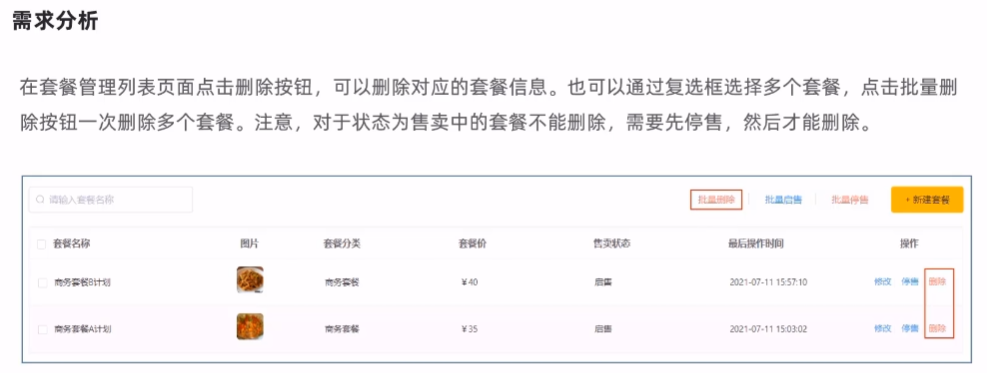 需求分析
在套餐管理列表页面点击删除按钮，可以删除对应的套餐信息。也可以通过复选框选择多个套餐，点击批量删
除按钮一次删除多个套餐。注意，对于状态为售卖中的套餐不能删除，需要先停售，然后才能删除。
请输入套餐名称 批量删除 批量启售 批量停售 + 新建套餐
套餐名称 图片 套餐分类 套餐价 售卖状态 最后操作时间 操作
商务套餐B计划 商务套餐 ¥40 启售 2021-07-11 15:57:10 修改 停售 删除
商务套餐A计划 商务套餐 ¥35 启售 2021-07-11 15:03:02 修改 停售 删除